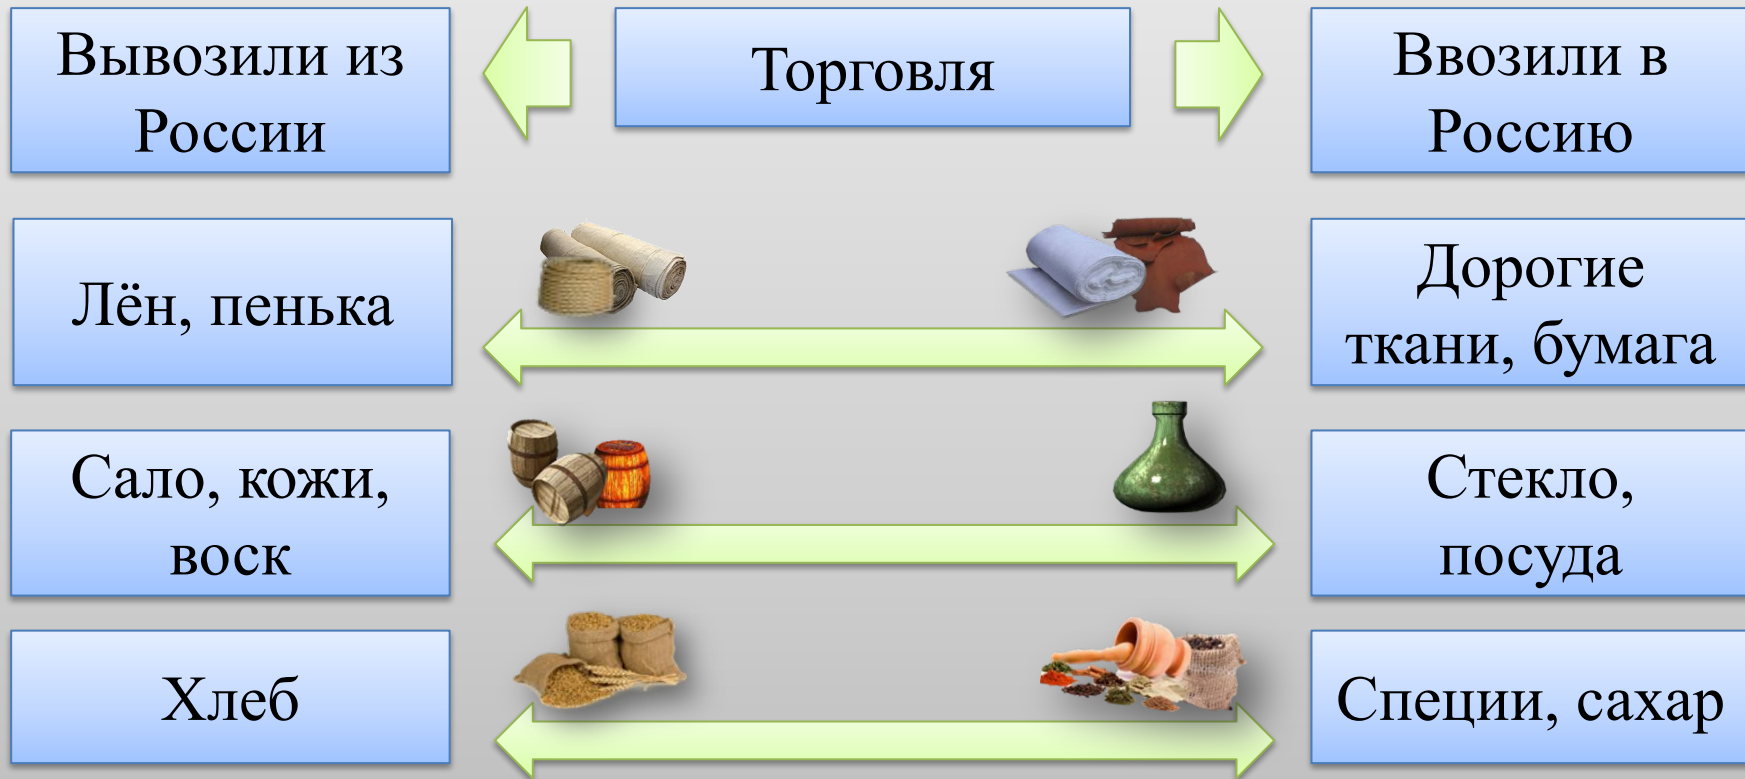 Вывозили из
России
Торговля
Ввозили в
Россию
Лён, пенька
Дорогие
ткани, бумага
Сало, кожи,
воск
Стекло,
посуда
Хлеб
Специи, сахар